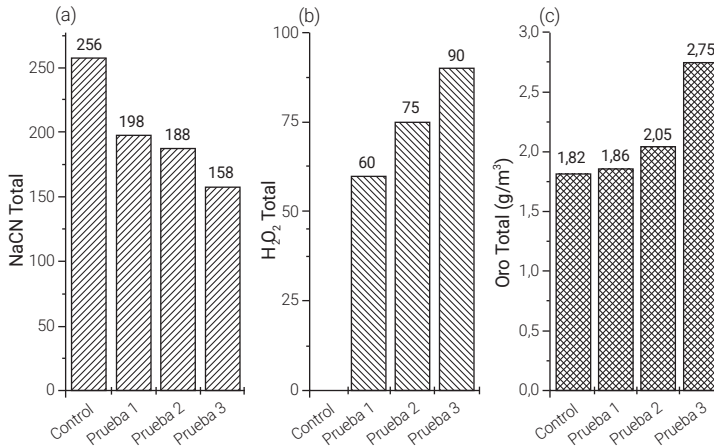 (a)
NaCN Total
250
200
150
100
50
0
256
198
188
158
Control
Prueba 1
Prueba 2
Prueba 3
(b)
H₂O₂ Total
100
75
50
25
0
60
75
90
Control
Prueba 1
Prueba 2
Prueba 3
(c)
Oro Total (g/m³)
3,0
2,5
2,0
1,5
1,0
0,5
0,0
1,82
1,86
2,05
2,75
Control
Prueba 1
Prueba 2
Prueba 3